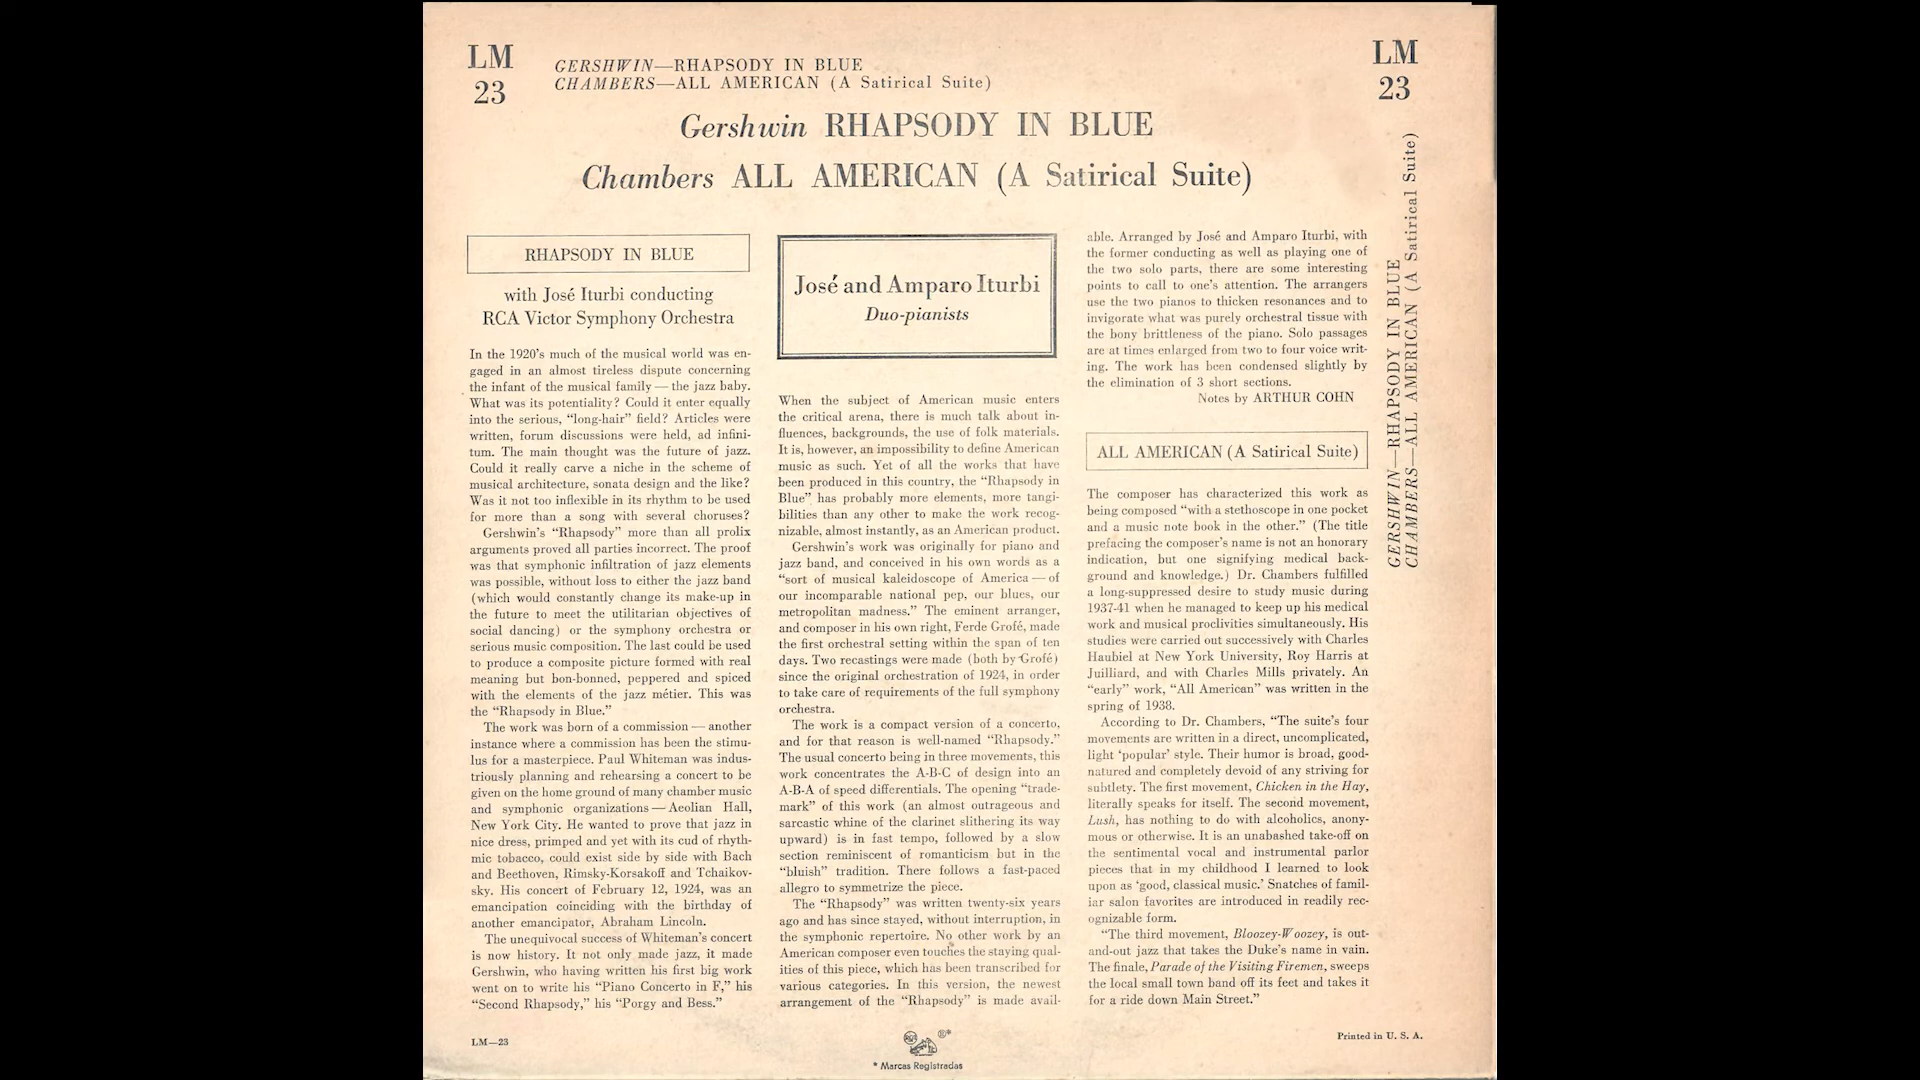 LM
23
GERSHWIN—RHAPSODY IN BLUE
CHAMBERS—ALL AMERICAN (A Satirical Suite)
LM
23
Gershwin RHAPSODY IN BLUE
Chambers ALL AMERICAN (A Satirical Suite)
RHAPSODY IN BLUE
with José Iturbi conducting
RCA Victor Symphony Orchestra
In the 1920's much of the musical world was en-
gaged in an almost tireless dispute concerning
the infant of the musical family — the jazz baby.
What was its potentiality? Could it enter equally
into the serious, “long-hair” field? Articles were
written, forum discussions were held, ad infini-
tum. The main thought was the future of jazz.
Could it really carve a niche in the scheme of
musical architecture, sonata design and the like?
Was it not too inflexible in its rhythm to be used
for more than a song with several choruses?
Gershwin's “Rhapsody” more than all prolix
arguments proved all parties incorrect. The proof
was that symphonic infiltration of jazz elements
was possible, without loss to either the jazz band
(which would constantly change its make-up in
the future to meet the utilitarian objectives of
social dancing) or the symphony orchestra or
serious music composition. The last could be used
to produce a composite picture formed with real
meaning but bon-bonned, peppered and spiced
with the elements of the jazz métier. This was
the “Rhapsody in Blue.”
The work was born of a commission — another
instance where a commission has been the stimu-
lus for a masterpiece. Paul Whiteman was indus-
triously planning and rehearsing a concert to be
given on the home ground of many chamber music
and symphonic organizations — Aeolian Hall,
New York City. He wanted to prove that jazz in
nice dress, primped and yet with its cud of rhyth-
mic tobacco, could exist side by side with Bach
and Beethoven, Rimsky-Korsakoff and Tchaikov-
sky. His concert of February 12, 1924, was an
emancipation coinciding with the birthday of
another emancipator, Abraham Lincoln.
The unequivocal success of Whiteman's concert
is now history. It not only made jazz, it made
Gershwin, who having written his first big work
went on to write his “Piano Concerto in F,” his
“Second Rhapsody,” his “Porgy and Bess.”
José and Amparo Iturbi
Duo-pianists
When the subject of American music enters
the critical arena, there is much talk about in-
fluences, backgrounds, the use of folk materials.
It is, however, an impossibility to define American
music as such. Yet of all the works that have
been produced in this country, the “Rhapsody in
Blue” has probably more elements, more tangi-
bilities than any other to make the work recog-
nizable, almost instantly, as an American product.
Gershwin's work was originally for piano and
jazz band, and conceived in his own words as a
“sort of musical kaleidoscope of America — of
our incomparable national pep, our blues, our
metropolitan madness.” The eminent arranger,
and composer in his own right, Ferde Grofé, made
the first orchestral setting within the span of ten
days. Two recastings were made (both by Grofé)
since the original orchestration of 1924, in order
to take care of requirements of the full symphony
orchestra.
The work is a compact version of a concerto,
and for that reason is well-named “Rhapsody.”
The usual concerto being in three movements, this
work concentrates the A-B-C of design into an
A-B-A of speed differentials. The opening “trade-
mark” of this work (an almost outrageous and
sarcastic whine of the clarinet slithering its way
upward) is in fast tempo, followed by a slow
section reminiscent of romanticism but in the
“bluish” tradition. There follows a fast-paced
allegro to symmetrize the piece.
The “Rhapsody” was written twenty-six years
ago and has since stayed, without interruption, in
the symphonic repertoire. No other work by an
American composer even touches the staying qual-
ities of this piece, which has been transcribed for
various categories. In this version, the newest
arrangement of the “Rhapsody” is made avail-
able. Arranged by José and Amparo Iturbi, with
the former conducting as well as playing one of
the two solo parts, there are some interesting
points to call to one's attention. The arrangers
use the two pianos to thicken resonances and to
invigorate what was purely orchestral tissue with
the bony brittleness of the piano. Solo passages
are at times enlarged from two to four voice writ-
ing. The work has been condensed slightly by
the elimination of 3 short sections.
Notes by ARTHUR COHN
ALL AMERICAN (A Satirical Suite)
The composer has characterized this work as
being composed “with a stethoscope in one pocket
and a music note book in the other.” (The title
prefacing the composer's name is not an honorary
indication, but one signifying medical back-
ground and knowledge.) Dr. Chambers fulfilled
a long-suppressed desire to study music during
1937-41 when he managed to keep up his medical
work and musical proclivities simultaneously. His
studies were carried out successively with Charles
Haubiel at New York University, Roy Harris at
Juilliard, and with Charles Mills privately. An
“early” work, “All American” was written in the
spring of 1938.
According to Dr. Chambers, “The suite's four
movements are written in a direct, uncomplicated,
light ‘popular’ style. Their humor is broad, good-
natured and completely devoid of any striving for
subtlety. The first movement, Chicken in the Hay,
literally speaks for itself. The second movement,
Lush, has nothing to do with alcoholics, anony-
mous or otherwise. It is an unabashed take-off on
the sentimental vocal and instrumental parlor
pieces that in my childhood I learned to look
upon as ‘good, classical music.’ Snatches of famil-
iar salon favorites are introduced in readily rec-
ognizable form.
“The third movement, Bloozey-Woozey, is out-
and-out jazz that takes the Duke's name in vain.
The finale, Parade of the Visiting Firemen, sweeps
the local small town band off its feet and takes it
for a ride down Main Street.”
GERSHWIN—RHAPSODY IN BLUE
CHAMBERS—ALL AMERICAN (A Satirical Suite)
LM—23
®*
* Marcas Registradas
Printed in U. S. A.